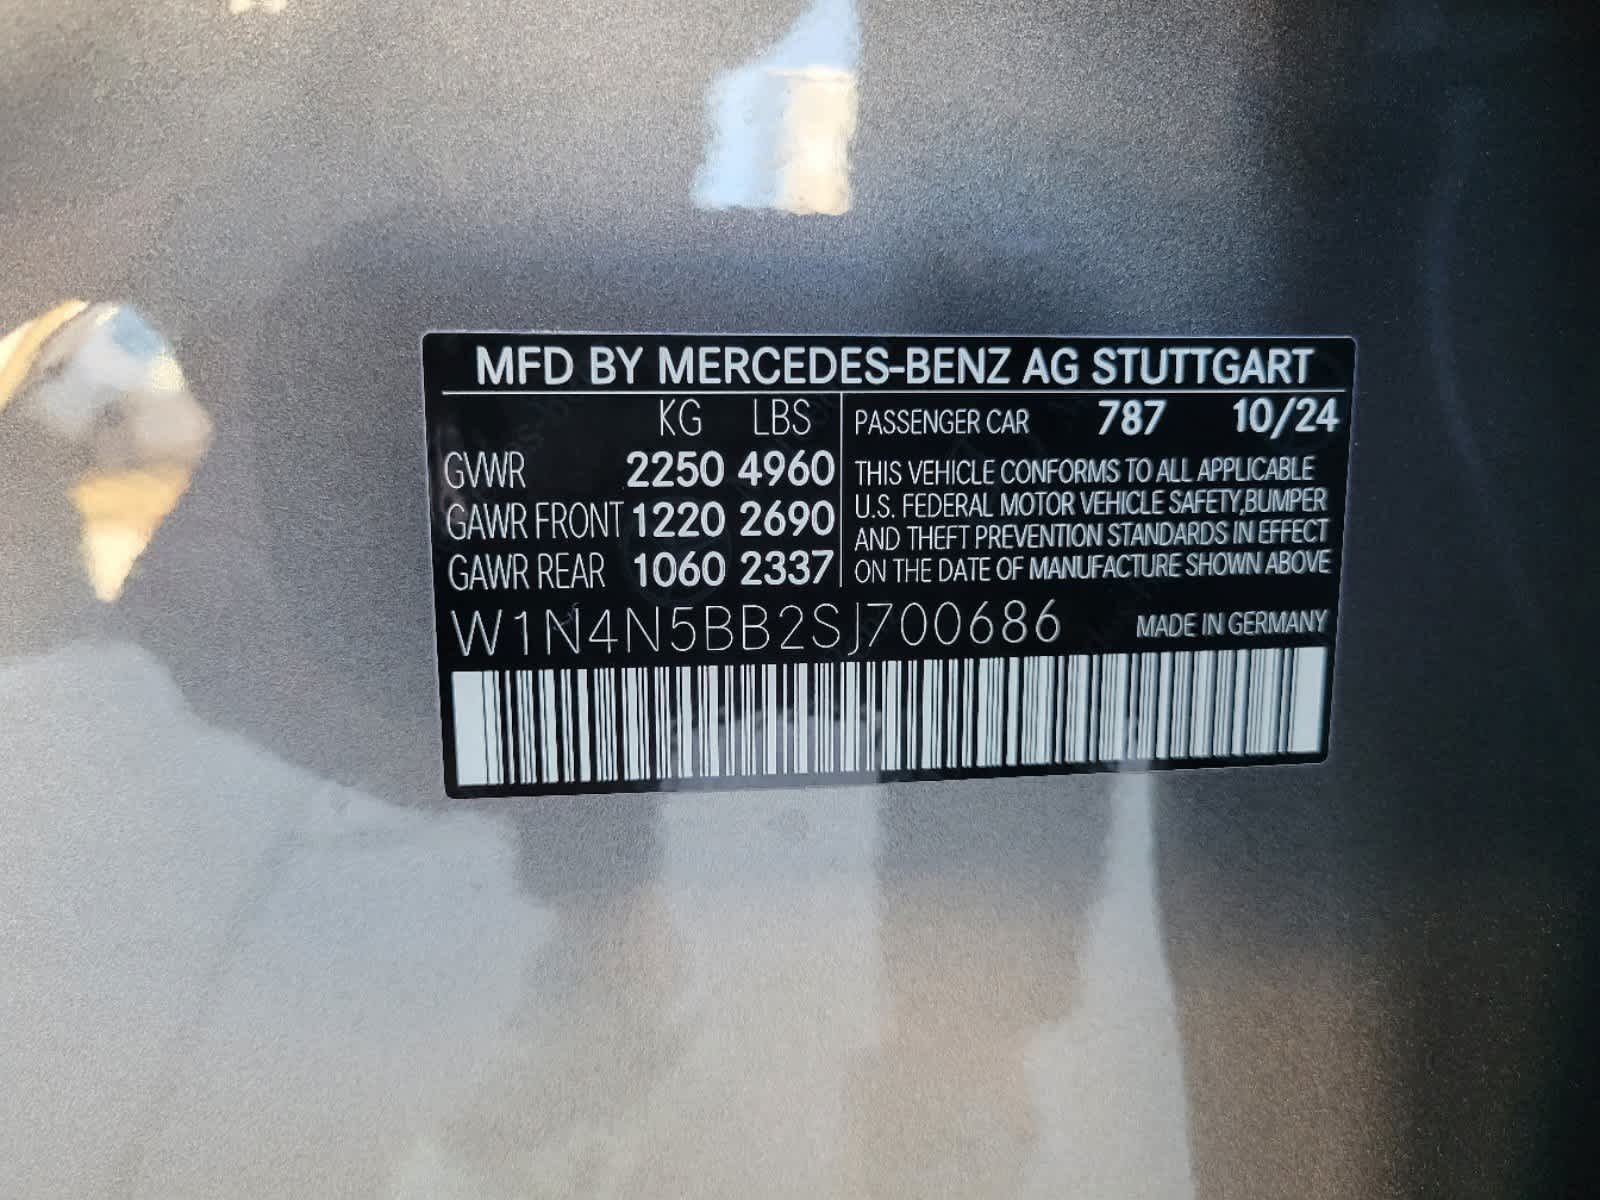 MFD BY MERCEDES-BENZ AG STUTTGART
KG LBS
GVWR 2250 4960
GAWR FRONT 1220 2690
GAWR REAR 1060 2337
PASSENGER CAR 787 10/24
THIS VEHICLE CONFORMS TO ALL APPLICABLE
U.S. FEDERAL MOTOR VEHICLE SAFETY,BUMPER
AND THEFT PREVENTION STANDARDS IN EFFECT
ON THE DATE OF MANUFACTURE SHOWN ABOVE
W1N4N5BB2SJ700686 MADE IN GERMANY